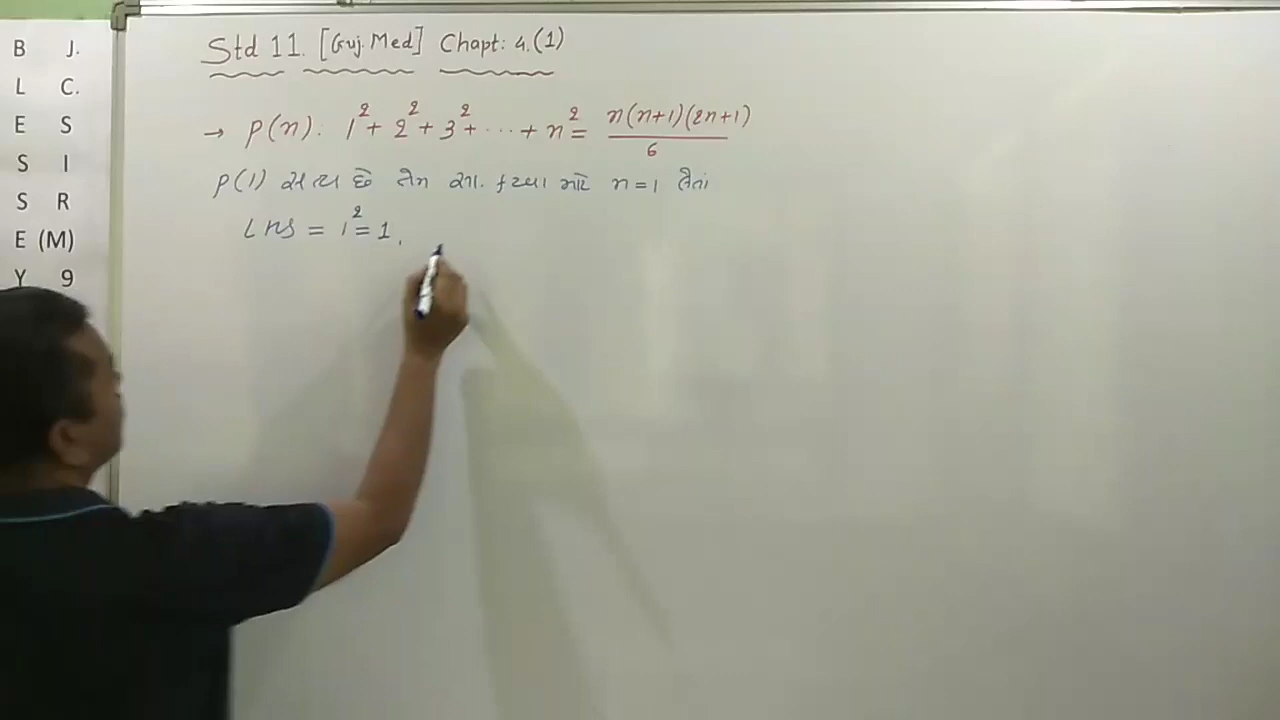 B J.
L C.
E S
S I
S R
E (M)
Y 9
Std 11. [Guj. Med] Chapt: 4.(1)
→ P(n): 1² + 2² + 3² + ... + n² = n(n+1)(2n+1) / 6
P(1) સત્ય છે તેમ સા. કરવા માટે n = 1 લેતાં
LHS = 1² = 1,